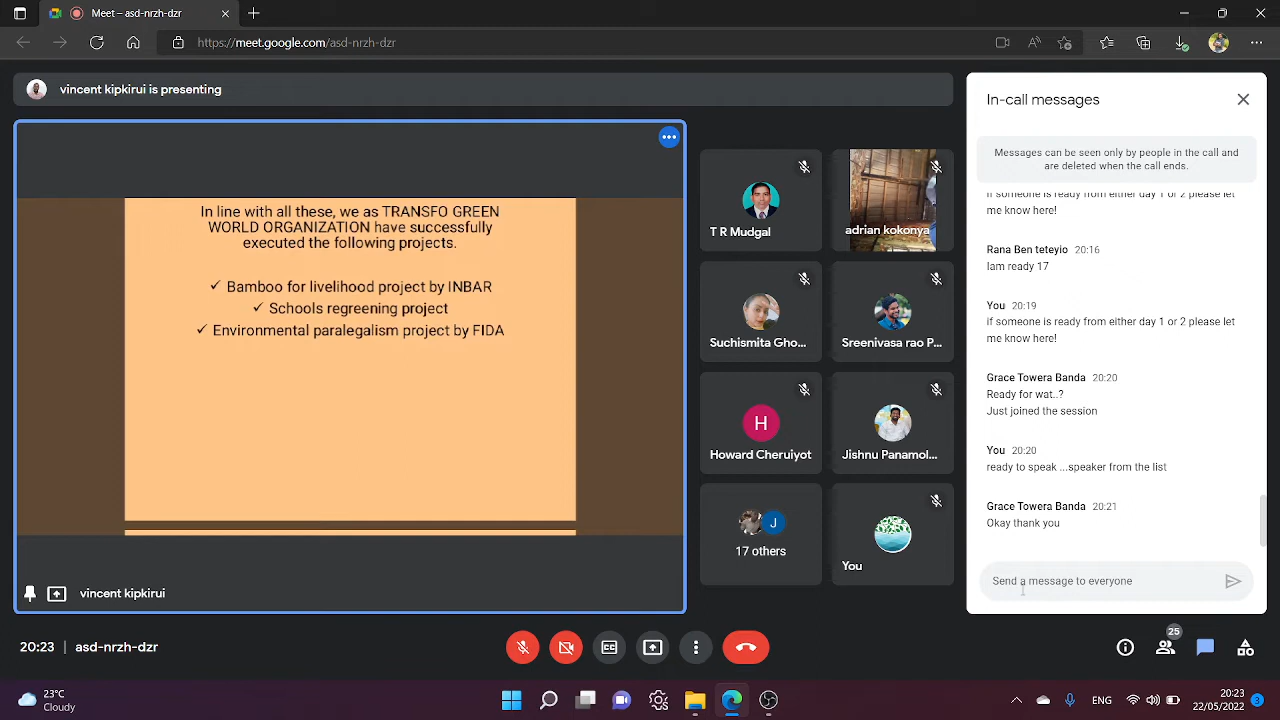 Meet – asd-nrzh-dzr
https://meet.google.com/asd-nrzh-dzr
vincent kipkirui is presenting
In line with all these, we as TRANSFO GREEN
WORLD ORGANIZATION have successfully
executed the following projects.
✓ Bamboo for livelihood project by INBAR
✓ Schools regreening project
✓ Environmental paralegalism project by FIDA
vincent kipkirui
T R Mudgal
adrian kokonya
Suchismita Gho...
Sreenivasa rao P...
H
Howard Cheruiyot
Jishnu Panamol...
J
17 others
You
In-call messages
Messages can be seen only by people in the call and
are deleted when the call ends.
if someone is ready from either day 1 or 2 please let
me know here!
Rana Ben teteyio 20:16
Iam ready 17
You 20:19
if someone is ready from either day 1 or 2 please let
me know here!
Grace Towera Banda 20:20
Ready for wat..?
Just joined the session
You 20:20
ready to speak ...speaker from the list
Grace Towera Banda 20:21
Okay thank you
Send a message to everyone
20:23 | asd-nrzh-dzr
25
23°C
Cloudy
ENG
20:23
22/05/2022
3